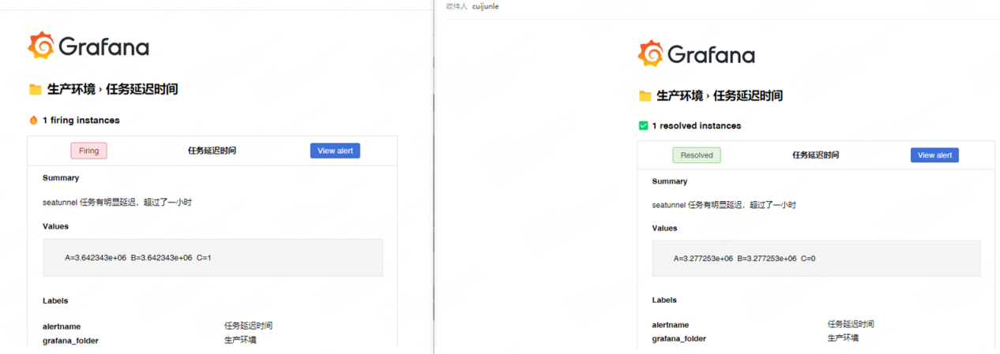 Grafana
生产环境 › 任务延迟时间
1 firing instances
Firing
任务延迟时间
View alert
Summary
seatunnel 任务有明显延迟，超过了一小时
Values
A=3.642343e+06 B=3.642343e+06 C=1
Labels
alertname
任务延迟时间
grafana_folder
生产环境
收件人 cuijunle
Grafana
生产环境 › 任务延迟时间
1 resolved instances
Resolved
任务延迟时间
View alert
Summary
seatunnel 任务有明显延迟，超过了一小时
Values
A=3.277253e+06 B=3.277253e+06 C=0
Labels
alertname
任务延迟时间
grafana_folder
生产环境